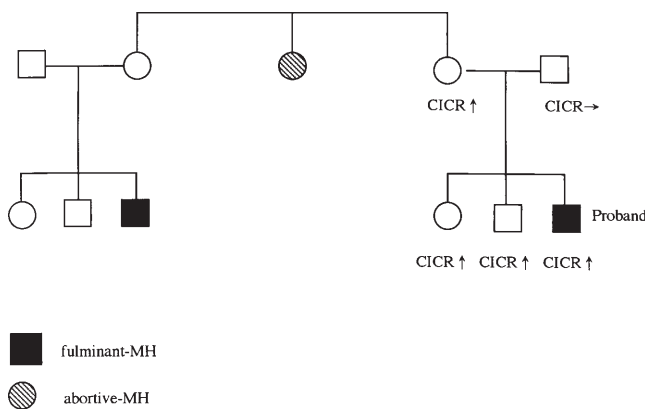 CICR ↑ CICR→
Proband
CICR ↑ CICR ↑ CICR ↑
fulminant-MH
abortive-MH